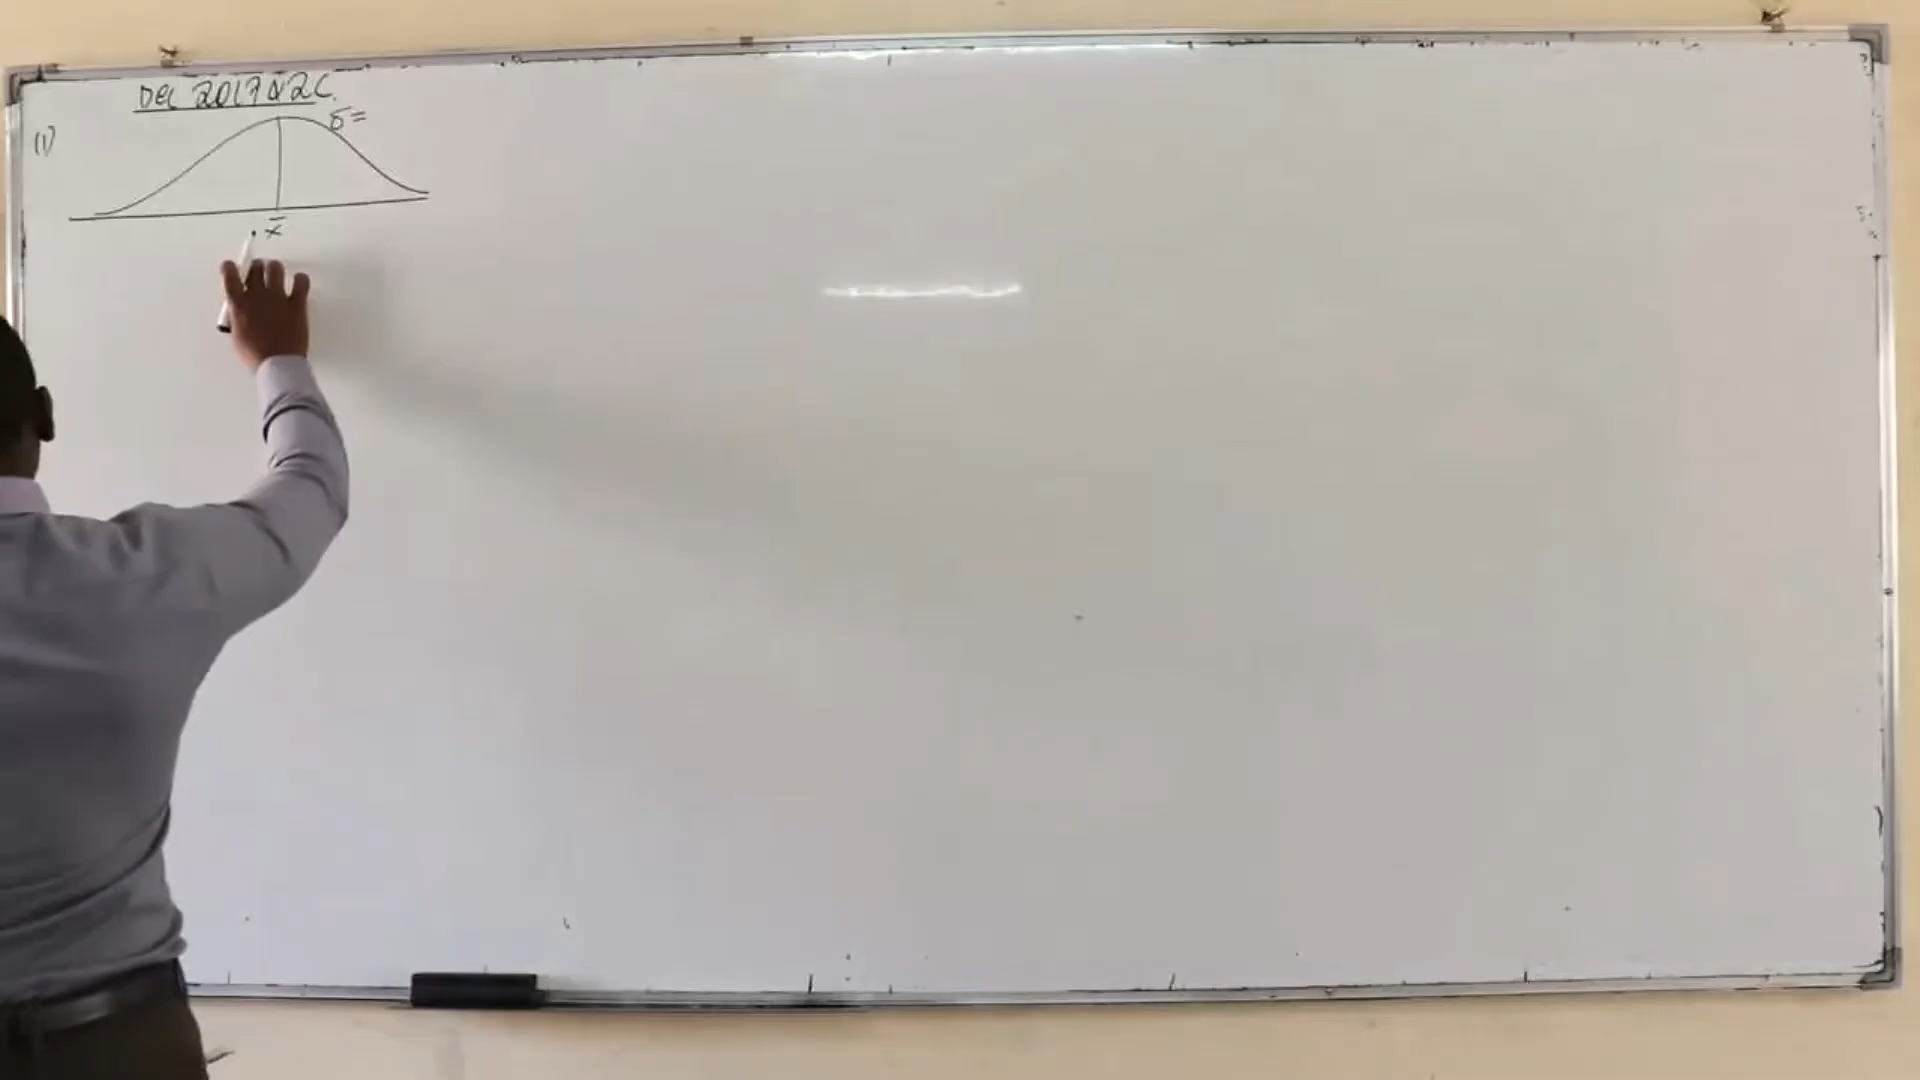 Dec 2017 Q2C.
(1)
σ=
x̄